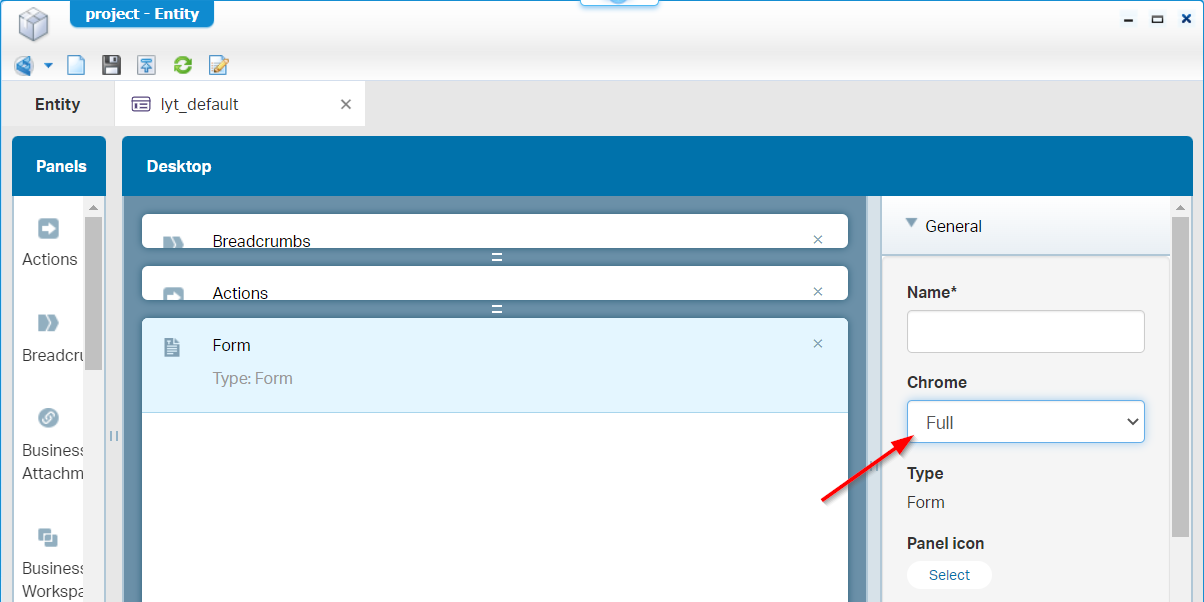 project - Entity
Entity
lyt_default
Panels
Desktop
Actions
Breadcru
Business
Attachm
Business
Workspa
Breadcrumbs
Actions
Form
Type: Form
General
Name*
Chrome
Full
Type
Form
Panel icon
Select